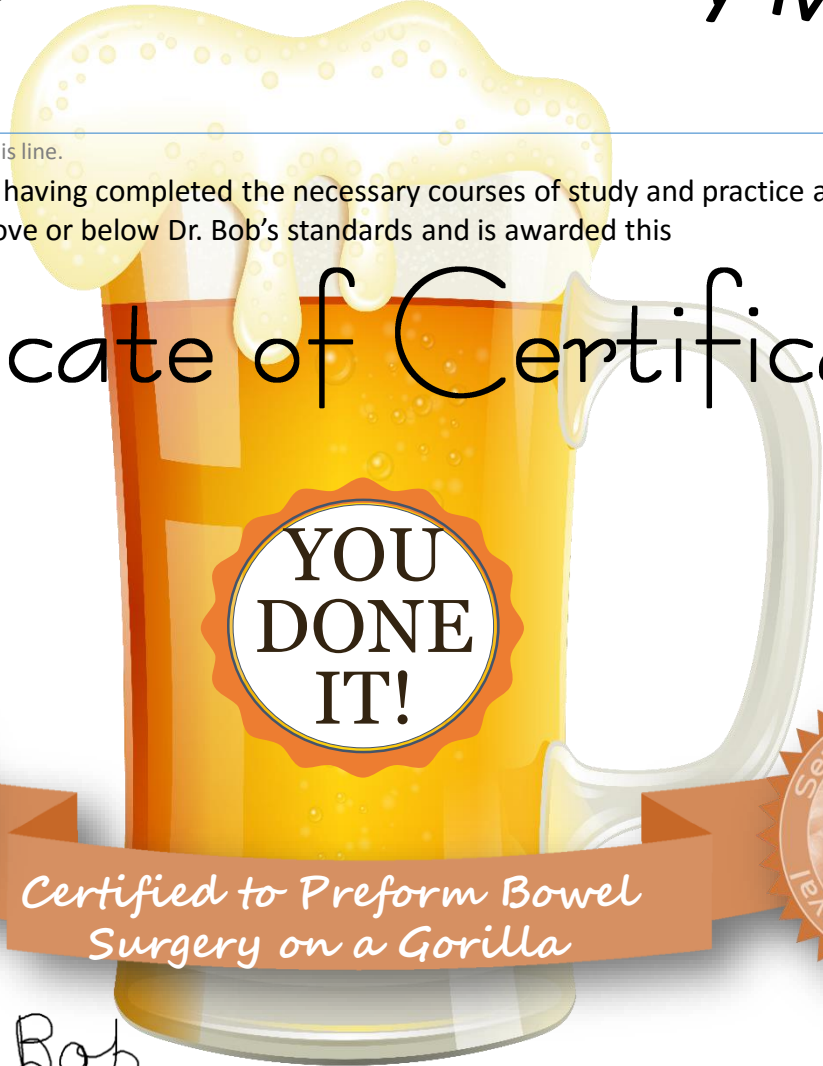 is line.
having completed the necessary courses of study and practice a
ove or below Dr. Bob's standards and is awarded this
cate of Certifica
YOU
DONE
IT!
Certified to Preform Bowel
Surgery on a Gorilla
Bob